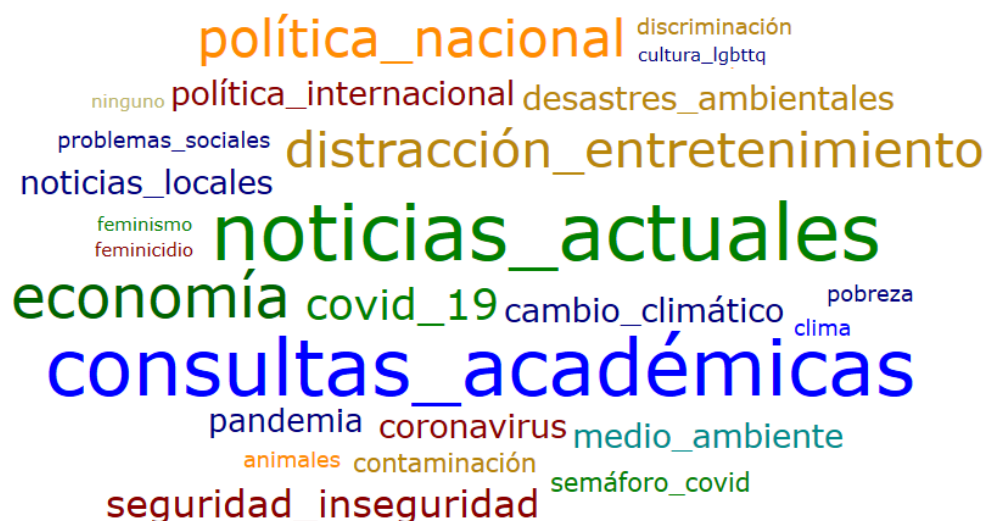 política_nacional
discriminación
cultura_lgbttq
ninguno
política_internacional
desastres_ambientales
problemas_sociales
distracción_entretenimiento
noticias_locales
feminismo
noticias_actuales
feminicidio
economía
covid_19
cambio_climático
pobreza
clima
consultas_académicas
pandemia
coronavirus
medio_ambiente
animales
contaminación
semáforo_covid
seguridad_inseguridad